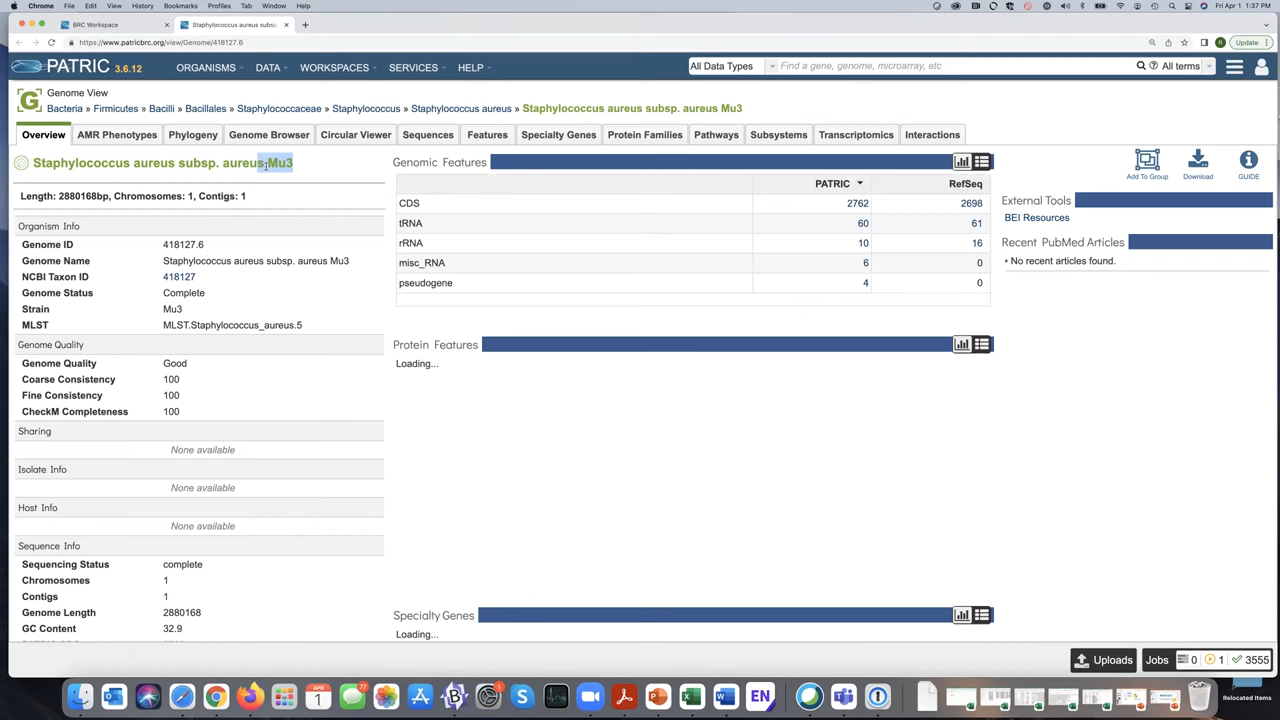 Chrome File Edit View History Bookmarks Profiles Tab Window Help Fri Apr 1 1:37 PM
BRC Workspace × Staphylococcus aureus subsp. × +
https://www.patricbrc.org/view/Genome/418127.6 R Update
PATRIC 3.6.12 ORGANISMS DATA WORKSPACES SERVICES HELP All Data Types Find a gene, genome, microarray, etc All terms
Genome View
Bacteria » Firmicutes » Bacilli » Bacillales » Staphylococcaceae » Staphylococcus » Staphylococcus aureus » Staphylococcus aureus subsp. aureus Mu3
Overview AMR Phenotypes Phylogeny Genome Browser Circular Viewer Sequences Features Specialty Genes Protein Families Pathways Subsystems Transcriptomics Interactions
Staphylococcus aureus subsp. aureus Mu3
Length: 2880168bp, Chromosomes: 1, Contigs: 1
Organism Info
Genome ID 418127.6
Genome Name Staphylococcus aureus subsp. aureus Mu3
NCBI Taxon ID 418127
Genome Status Complete
Strain Mu3
MLST MLST.Staphylococcus_aureus.5
Genome Quality
Genome Quality Good
Coarse Consistency 100
Fine Consistency 100
CheckM Completeness 100
Sharing
None available
Isolate Info
None available
Host Info
None available
Sequence Info
Sequencing Status complete
Chromosomes 1
Contigs 1
Genome Length 2880168
GC Content 32.9
Genomic Features
PATRIC RefSeq
CDS 2762 2698
tRNA 60 61
rRNA 10 16
misc_RNA 6 0
pseudogene 4 0
Protein Features
Loading...
Specialty Genes
Loading...
Add To Group Download GUIDE
External Tools
BEI Resources
Recent PubMed Articles
No recent articles found.
Uploads Jobs 0 1 3555
Relocated Items